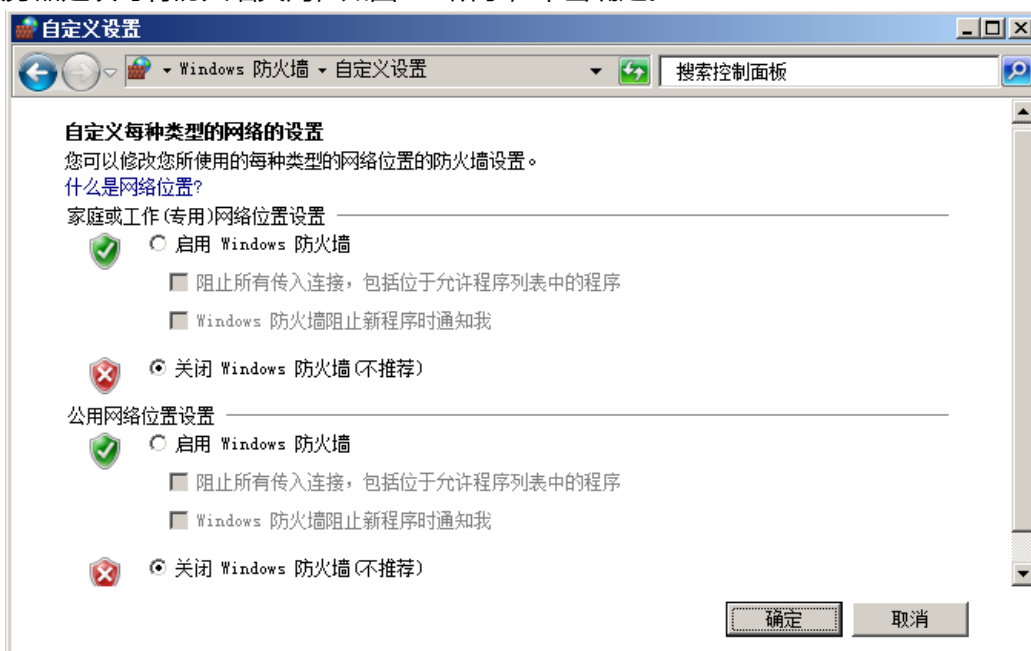 自定义设置
Windows 防火墙 自定义设置
搜索控制面板
自定义每种类型的网络的设置
您可以修改您所使用的每种类型的网络位置的防火墙设置。
什么是网络位置?
家庭或工作(专用)网络位置设置
启用 Windows 防火墙
阻止所有传入连接，包括位于允许程序列表中的程序
Windows 防火墙阻止新程序时通知我
关闭 Windows 防火墙(不推荐)
公用网络位置设置
启用 Windows 防火墙
阻止所有传入连接，包括位于允许程序列表中的程序
Windows 防火墙阻止新程序时通知我
关闭 Windows 防火墙(不推荐)
确定
取消